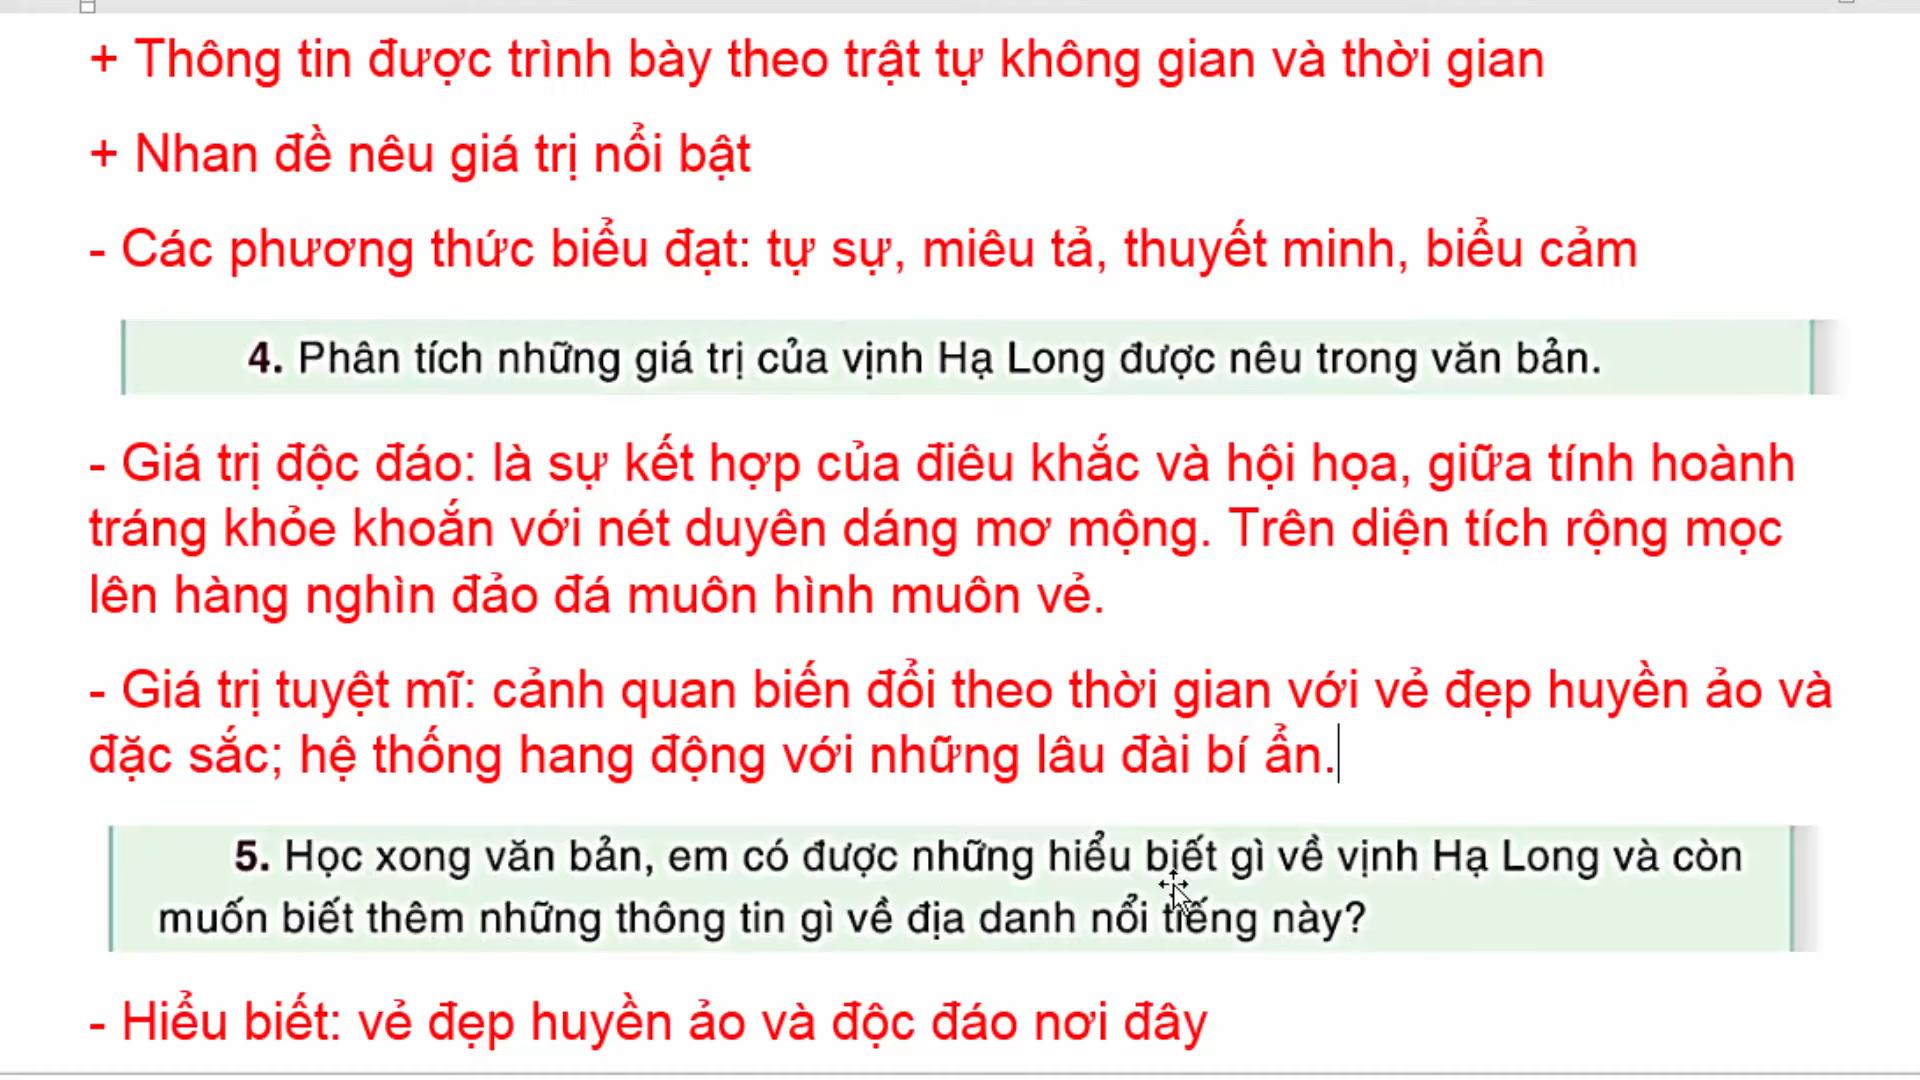 + Thông tin được trình bày theo trật tự không gian và thời gian
+ Nhan đề nêu giá trị nổi bật
- Các phương thức biểu đạt: tự sự, miêu tả, thuyết minh, biểu cảm
4. Phân tích những giá trị của vịnh Hạ Long được nêu trong văn bản.
- Giá trị độc đáo: là sự kết hợp của điêu khắc và hội họa, giữa tính hoành
tráng khỏe khoắn với nét duyên dáng mơ mộng. Trên diện tích rộng mọc
lên hàng nghìn đảo đá muôn hình muôn vẻ.
- Giá trị tuyệt mĩ: cảnh quan biến đổi theo thời gian với vẻ đẹp huyền ảo và
đặc sắc; hệ thống hang động với những lâu đài bí ẩn.
5. Học xong văn bản, em có được những hiểu biết gì về vịnh Hạ Long và còn
muốn biết thêm những thông tin gì về địa danh nổi tiếng này?
- Hiểu biết: vẻ đẹp huyền ảo và độc đáo nơi đây